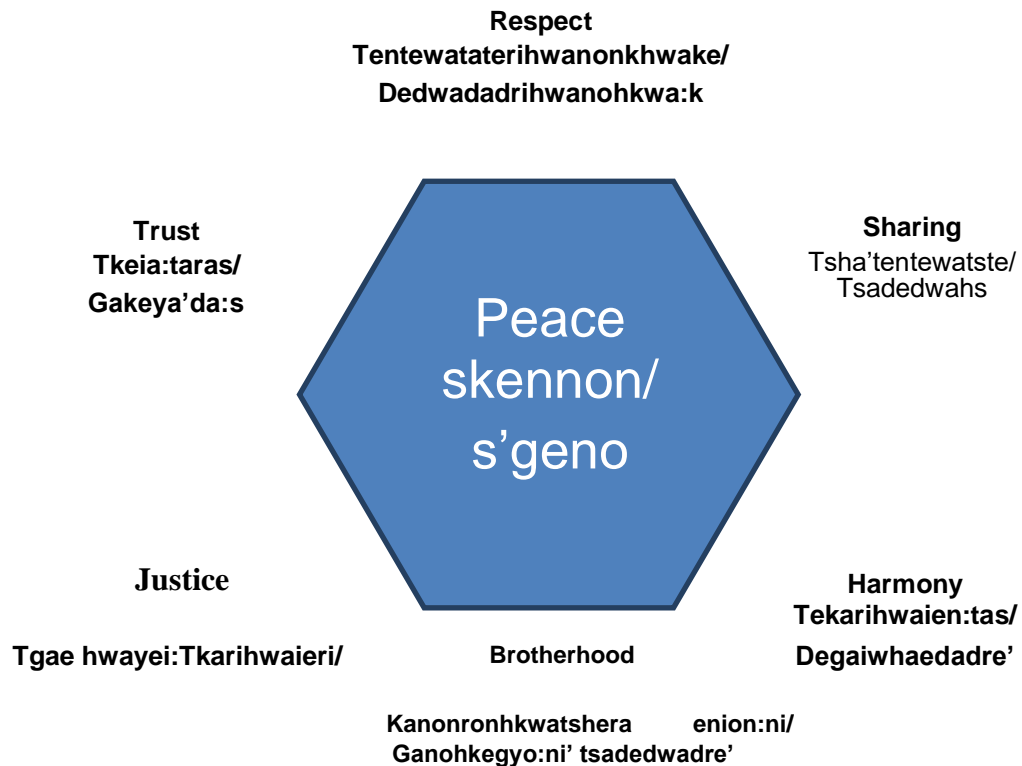 Respect
Tentewataterihwanonkhwake/
Dedwadadrihwanohkwa:k
Trust
Tkeia:taras/
Gakeya’da:s
Sharing
Tsha’tentewatste/
Tsadedwahs
Peace
skennon/
s’geno
Justice
Tgae hwayei:Tkarihwaieri/
Harmony
Tekarihwaien:tas/
Degaiwhaedadre’
Brotherhood
Kanonronhkwatshera enion:ni/
Ganohkegyo:ni’ tsadedwadre’